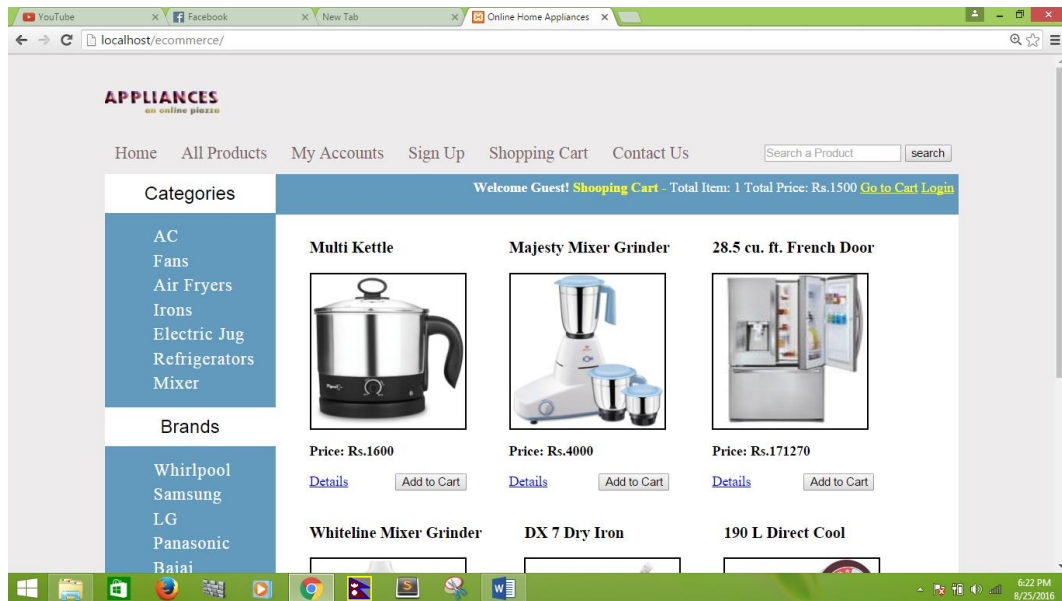 YouTube
Facebook
New Tab
Online Home Appliances
localhost/ecommerce/
APPLIANCES
an online piazza
Home All Products My Accounts Sign Up Shopping Cart Contact Us Search a Product search
Categories
Welcome Guest! Shooping Cart - Total Item: 1 Total Price: Rs.1500 Go to Cart Login
AC
Fans
Air Fryers
Irons
Electric Jug
Refrigerators
Mixer
Brands
Whirlpool
Samsung
LG
Panasonic
Bajaj
Multi Kettle
Majesty Mixer Grinder
28.5 cu. ft. French Door
Price: Rs.1600
Price: Rs.4000
Price: Rs.171270
Details Add to Cart
Details Add to Cart
Details Add to Cart
Whiteline Mixer Grinder
DX 7 Dry Iron
190 L Direct Cool
6:22 PM
8/25/2016